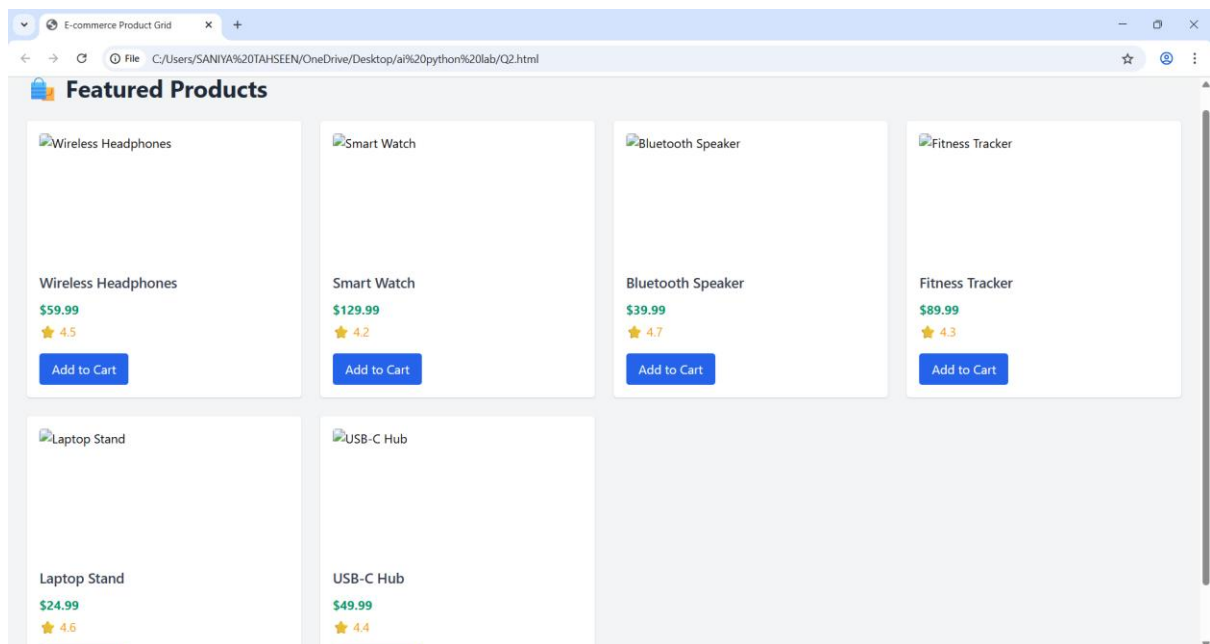 E-commerce Product Grid
File C:/Users/SANIYA%20TAHSEEN/OneDrive/Desktop/ai%20python%20lab/Q2.html
Featured Products
Wireless Headphones
Smart Watch
Bluetooth Speaker
Fitness Tracker
Wireless Headphones
Smart Watch
Bluetooth Speaker
Fitness Tracker
$59.99
$129.99
$39.99
$89.99
4.5
4.2
4.7
4.3
Add to Cart
Add to Cart
Add to Cart
Add to Cart
Laptop Stand
USB-C Hub
Laptop Stand
USB-C Hub
$24.99
$49.99
4.6
4.4